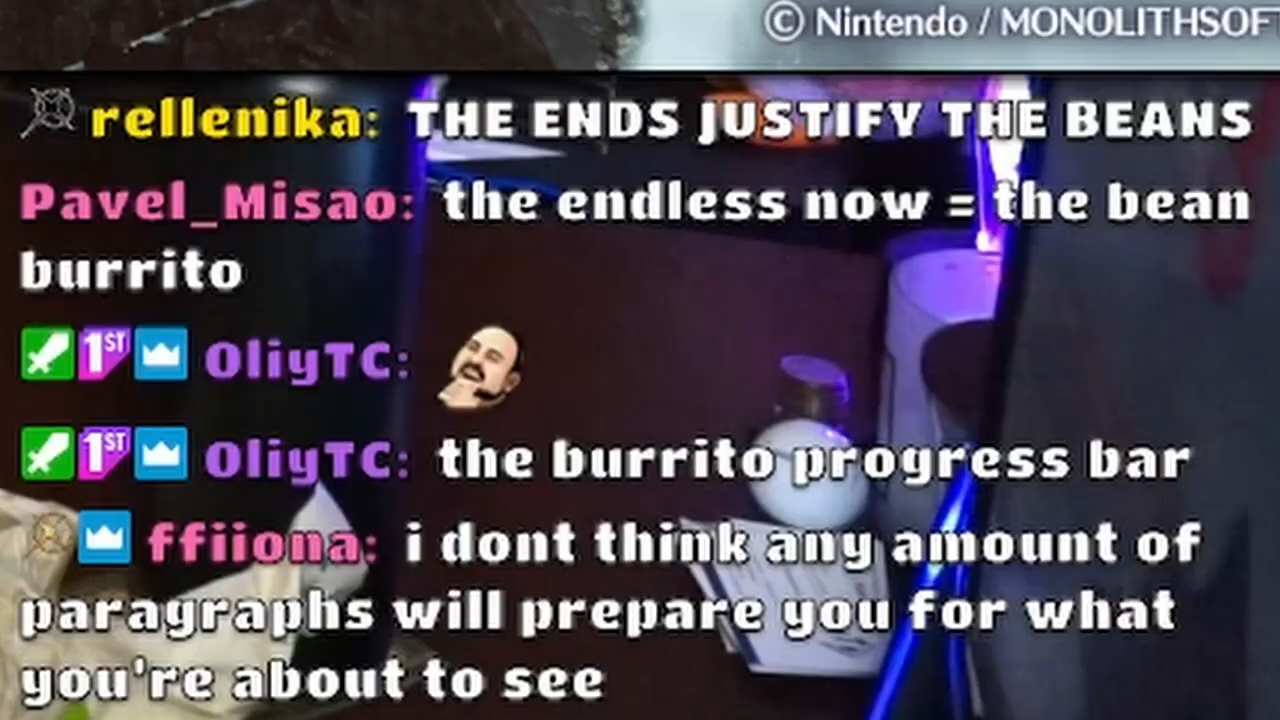 © Nintendo / MONOLITHSOFT
rellenika: THE ENDS JUSTIFY THE BEANS
Pavel_Misao: the endless now = the bean
burrito
1ST OliyTC:
1ST OliyTC: the burrito progress bar
ffiiona: i dont think any amount of
paragraphs will prepare you for what
you're about to see